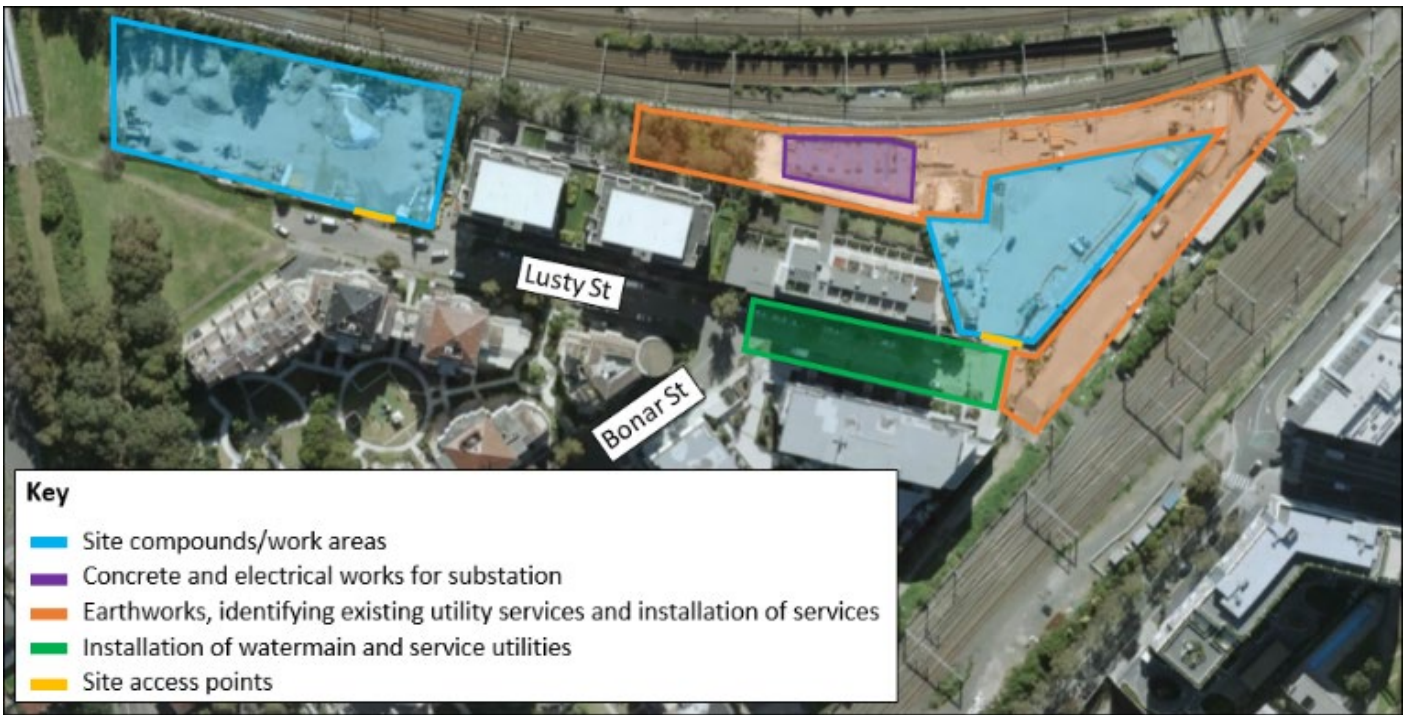 Lusty St
Bonar St
Key
Site compounds/work areas
Concrete and electrical works for substation
Earthworks, identifying existing utility services and installation of services
Installation of watermain and service utilities
Site access points